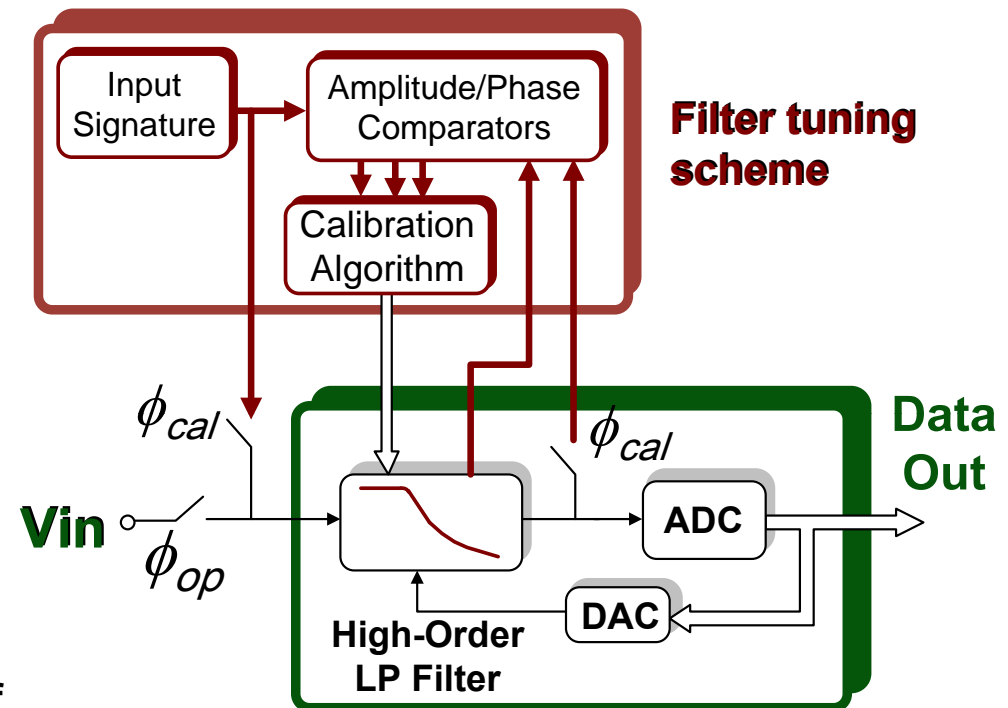 Input
Signature
Amplitude/Phase
Comparators
Filter tuning
scheme
Calibration
Algorithm
ϕcal
ϕcal
Data
Out
Vin
ϕop
ADC
DAC
High-Order
LP Filter